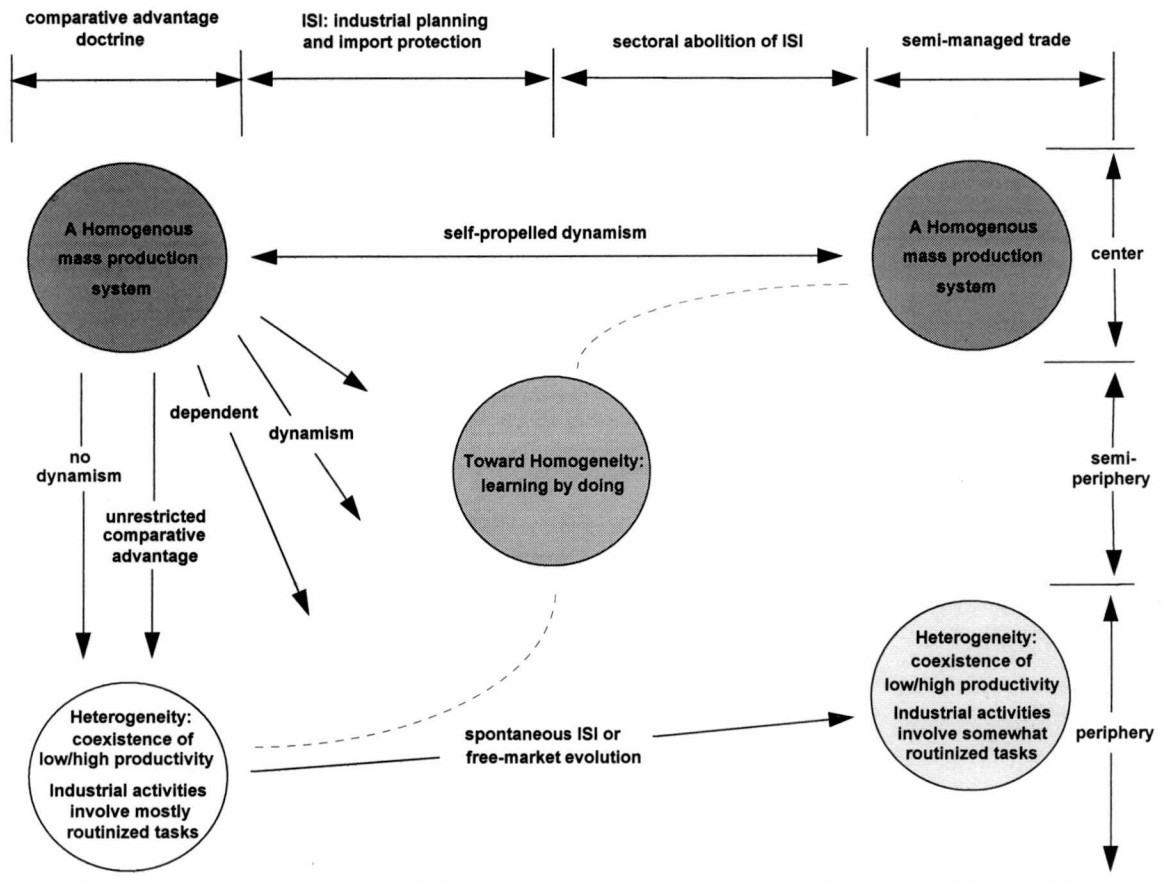 comparative advantage
doctrine
ISI: industrial planning
and import protection
sectoral abolition of ISI
semi-managed trade
A Homogenous
mass production
system
self-propelled dynamism
A Homogenous
mass production
system
center
dependent
dynamism
no
dynamism
unrestricted
comparative
advantage
Toward Homogeneity:
learning by doing
semi-
periphery
Heterogeneity:
coexistence of
low/high productivity
Industrial activities
involve mostly
routinized tasks
spontaneous ISI or
free-market evolution
Heterogeneity:
coexistence of
low/high productivity
Industrial activities
involve somewhat
routinized tasks
periphery